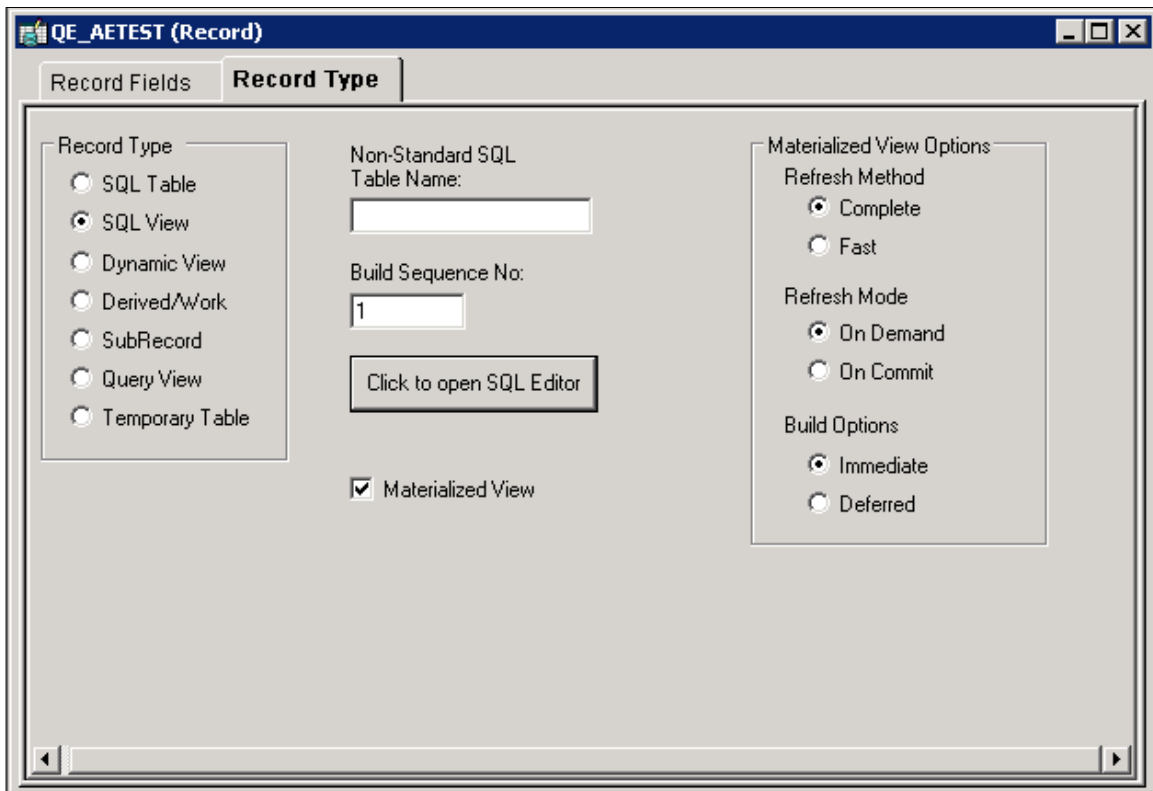 QE_AETEST (Record)
Record Fields
Record Type
Record Type
SQL Table
SQL View
Dynamic View
Derived/Work
SubRecord
Query View
Temporary Table
Non-Standard SQL
Table Name:
Build Sequence No:
1
Click to open SQL Editor
Materialized View
Materialized View Options
Refresh Method
Complete
Fast
Refresh Mode
On Demand
On Commit
Build Options
Immediate
Deferred